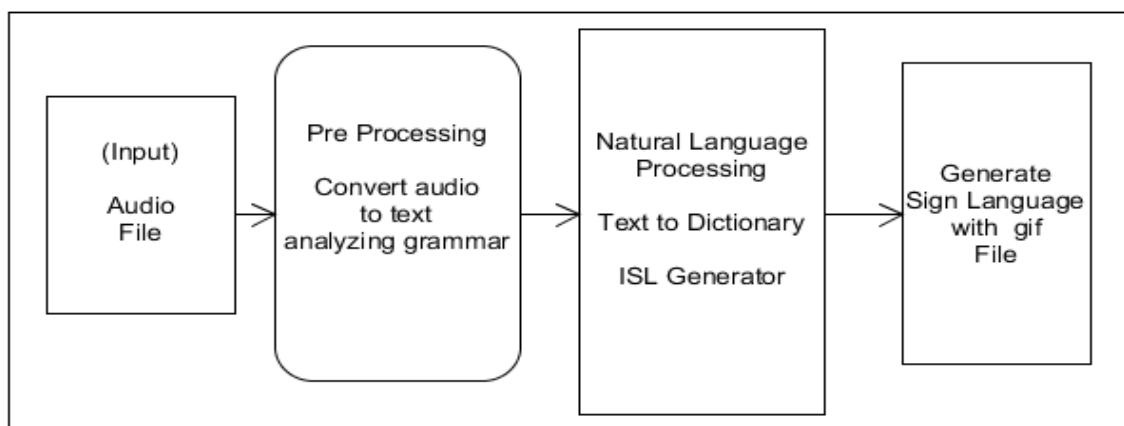 (Input)
Audio
File
Pre Processing
Convert audio
to text
analyzing grammar
Natural Language
Processing
Text to Dictionary
ISL Generator
Generate
Sign Language
with gif
File